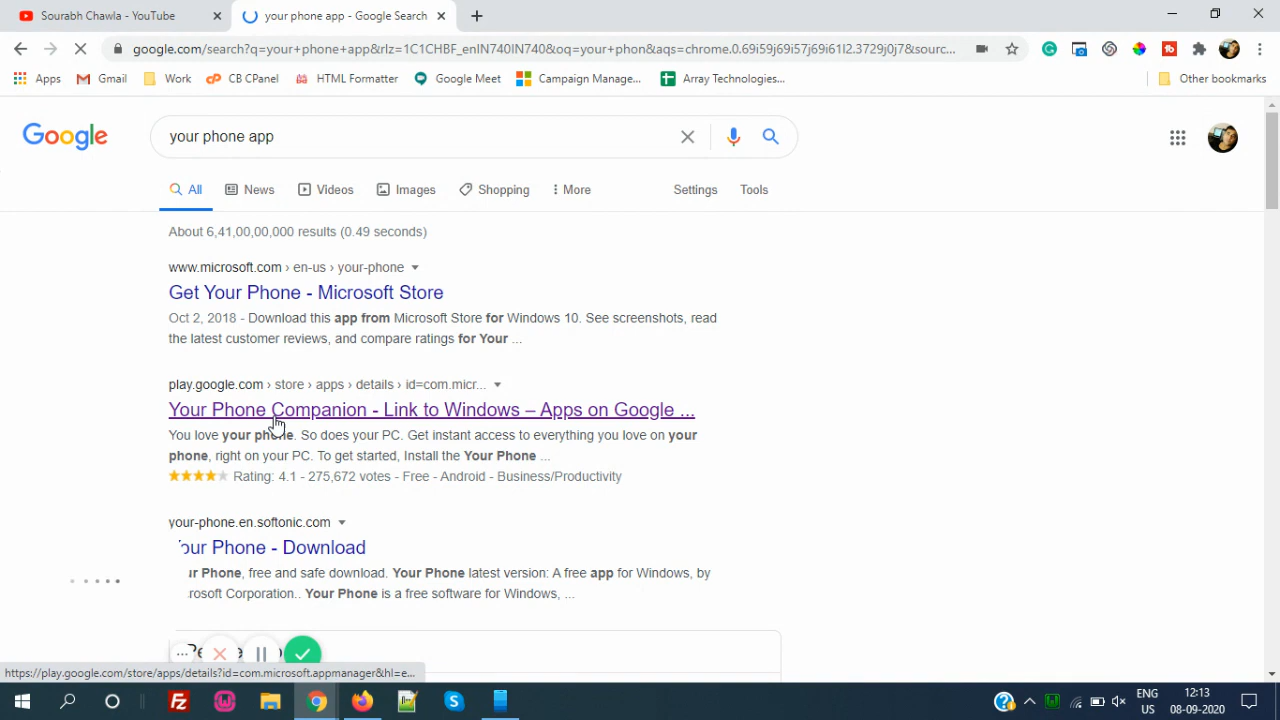 Sourabh Chawla - YouTube
your phone app - Google Search
google.com/search?q=your+phone+app&rlz=1C1CHBF_enIN740IN740&oq=your+phon&aqs=chrome.0.69i59j69i57j69i61l2.3729j0j7&sourc...
Apps Gmail Work CB CPanel HTML Formatter Google Meet Campaign Manage... Array Technologies... Other bookmarks
Google your phone app
All News Videos Images Shopping More Settings Tools
About 6,41,00,00,000 results (0.49 seconds)
www.microsoft.com › en-us › your-phone
Get Your Phone - Microsoft Store
Oct 2, 2018 - Download this app from Microsoft Store for Windows 10. See screenshots, read
the latest customer reviews, and compare ratings for Your ...
play.google.com › store › apps › details › id=com.micr...
Your Phone Companion - Link to Windows – Apps on Google ...
You love your phone. So does your PC. Get instant access to everything you love on your
phone, right on your PC. To get started, Install the Your Phone ...
Rating: 4.1 - 275,672 votes - Free - Android - Business/Productivity
your-phone.en.softonic.com
our Phone - Download
ur Phone, free and safe download. Your Phone latest version: A free app for Windows, by
rosoft Corporation.. Your Phone is a free software for Windows, ...
https://play.google.com/store/apps/details?id=com.microsoft.appmanager&hl=e...
ENG 12:13
US 08-09-2020